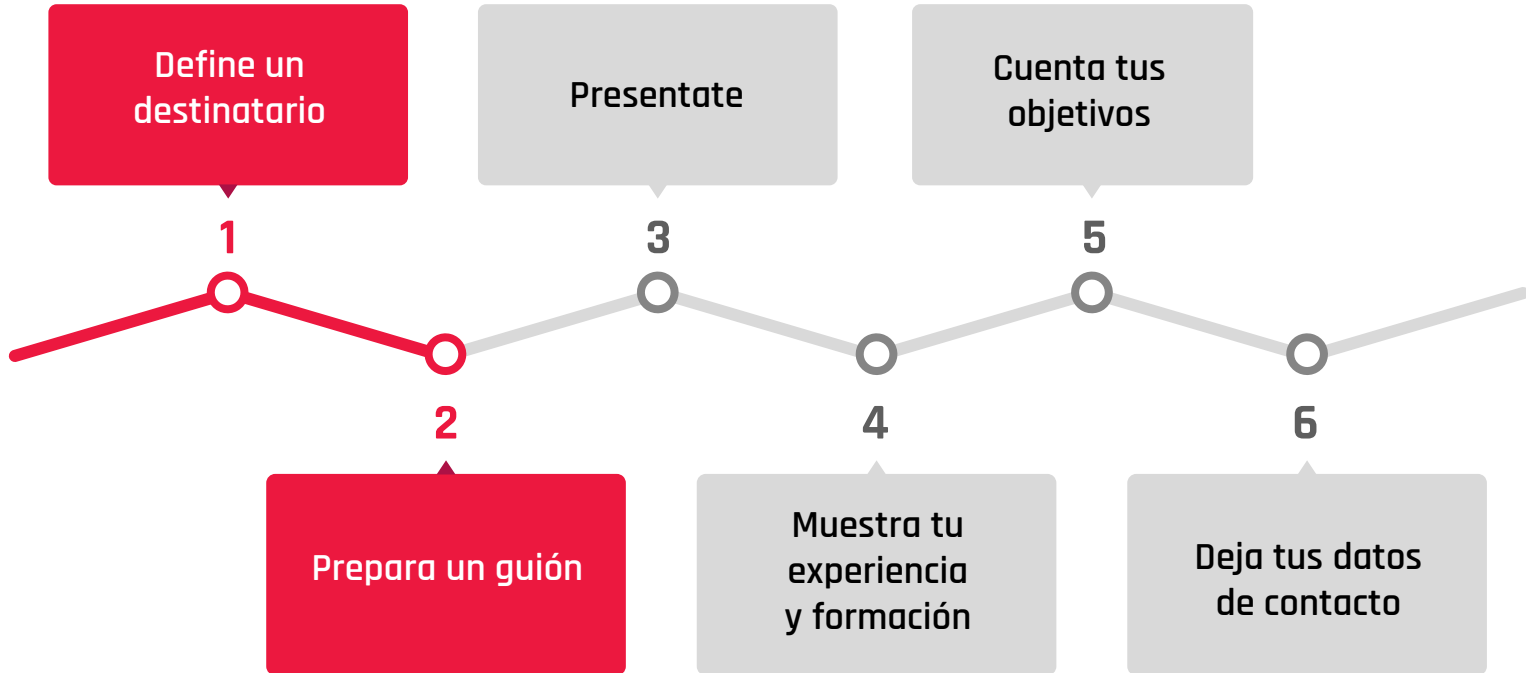 Define un
destinatario
1
Prepara un guión
2
Presentate
3
Muestra tu
experiencia
y formación
4
Cuenta tus
objetivos
5
Deja tus datos
de contacto
6